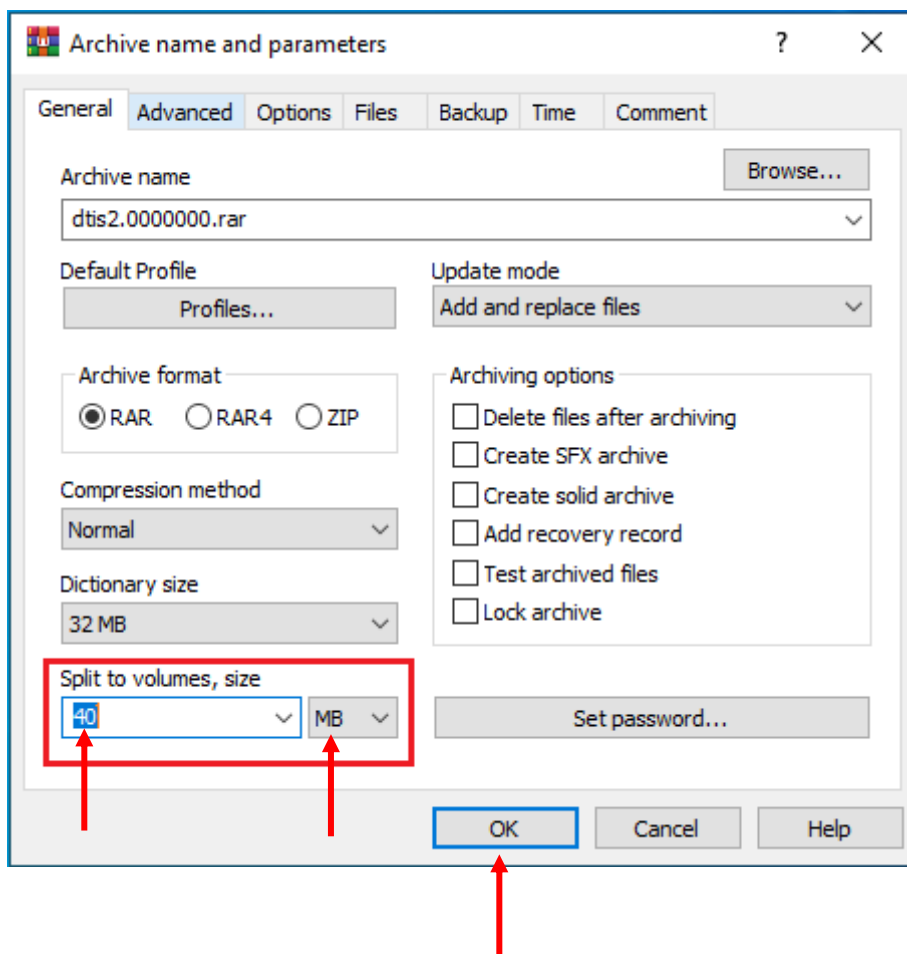 Archive name and parameters ?
General Advanced Options Files Backup Time Comment
Browse...
Archive name
dtis2.0000000.rar
Default Profile
Profiles...
Update mode
Add and replace files
Archive format
RAR RAR4 ZIP
Compression method
Normal
Dictionary size
32 MB
Split to volumes, size
40 MB
Archiving options
Delete files after archiving
Create SFX archive
Create solid archive
Add recovery record
Test archived files
Lock archive
Set password...
OK Cancel Help